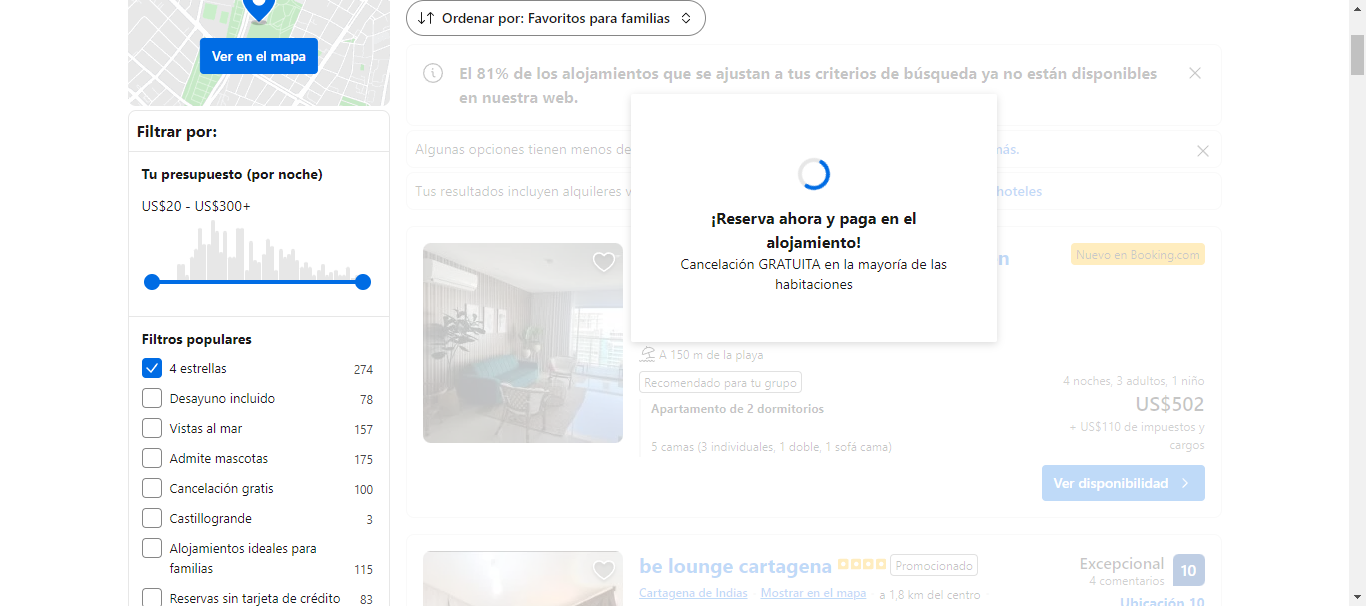 Ver en el mapa
Filtrar por:
Tu presupuesto (por noche)
US$20 - US$300+
Filtros populares
4 estrellas 274
Desayuno incluido 78
Vistas al mar 157
Admite mascotas 175
Cancelación gratis 100
Castillogrande 3
Alojamientos ideales para
familias 115
Reservas sin tarjeta de crédito 83
Ordenar por: Favoritos para familias
El 81% de los alojamientos que se ajustan a tus criterios de búsqueda ya no están disponibles
en nuestra web.
Algunas opciones tienen menos de
más.
Tus resultados incluyen alquileres v
hoteles
¡Reserva ahora y paga en el
alojamiento!
Cancelación GRATUITA en la mayoría de las
habitaciones
Nuevo en Booking.com
A 150 m de la playa
Recomendado para tu grupo
Apartamento de 2 dormitorios
5 camas (3 individuales, 1 doble, 1 sofá cama)
4 noches, 3 adultos, 1 niño
US$502
+ US$110 de impuestos y
cargos
Ver disponibilidad
be lounge cartagena Promocionado
Cartagena de Indias Mostrar en el mapa a 1,8 km del centro
Excepcional 10
4 comentarios
Ubicación 10